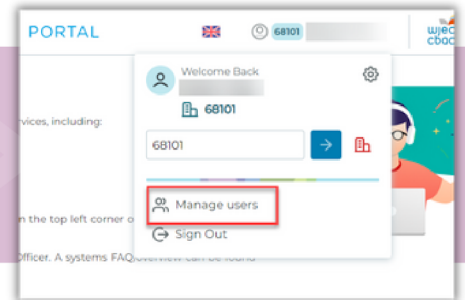 PORTAL
68101
wjec
cbac
Welcome Back
68101
vices, including:
68101
Manage users
n the top left corner o
Sign Out
Officer. A systems FAQ/overview can be found